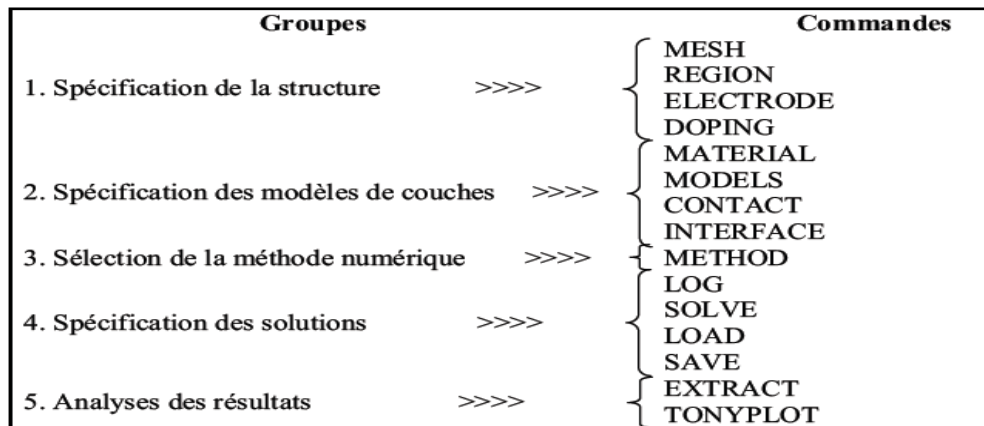 Groupes Commandes
MESH
REGION
1. Spécification de la structure >>>>
ELECTRODE
DOPING
MATERIAL
MODELS
2. Spécification des modèles de couches >>>>
CONTACT
INTERFACE
3. Sélection de la méthode numérique >>>> METHOD
LOG
SOLVE
4. Spécification des solutions >>>>
LOAD
SAVE
EXTRACT
5. Analyses des résultats >>>>
TONYPLOT